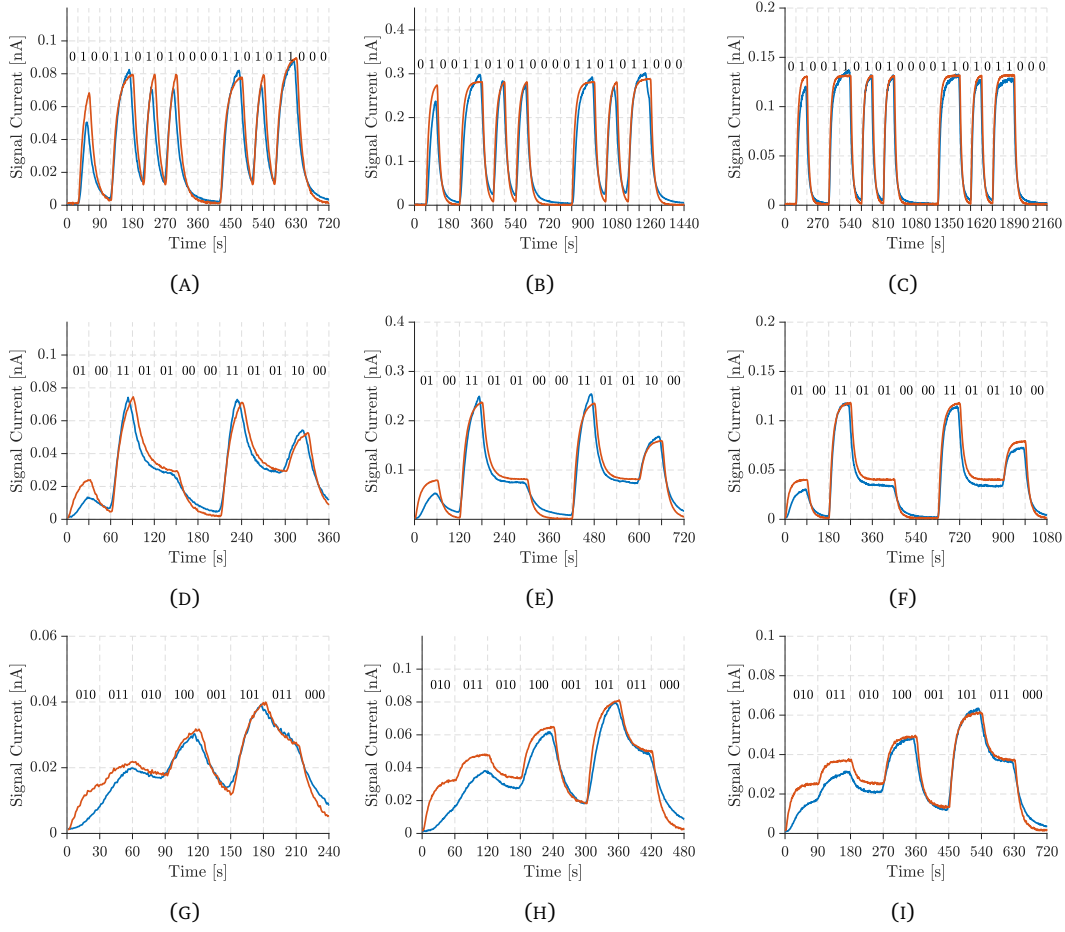 Signal Current [nA]
0.1
0.08
0.06
0.04
0.02
0
0 1 0 0 1 1 0 1 0 1 0 0 0 0 1 1 0 1 0 1 1 0 0 0
0 90 180 270 360 450 540 630 720
Time [s]
(A)
Signal Current [nA]
0.4
0.3
0.2
0.1
0
0 1 0 0 1 1 0 1 0 1 0 0 0 0 1 1 0 1 0 1 1 0 0 0
0 180 360 540 720 900 1080 1260 1440
Time [s]
(B)
Signal Current [nA]
0.2
0.15
0.1
0.05
0
0 1 0 0 1 1 0 1 0 1 0 0 0 0 1 1 0 1 0 1 1 0 0 0
0 270 540 810 1080 1350 1620 1890 2160
Time [s]
(C)
Signal Current [nA]
0.1
0.08
0.06
0.04
0.02
0
01 00 11 01 01 00 00 11 01 01 10 00
0 60 120 180 240 300 360
Time [s]
(D)
Signal Current [nA]
0.4
0.3
0.2
0.1
01 00 11 01 01 00 00 11 01 01 10 00
0 120 240 360 480 600 720
Time [s]
(E)
Signal Current [nA]
0.2
0.15
0.1
0.05
0
01 00 11 01 01 00 00 11 01 01 10 00
0 180 360 540 720 900 1080
Time [s]
(F)
Signal Current [nA]
0.06
0.04
0.02
0
010 011 010 100 001 101 011 000
0 30 60 90 120 150 180 210 240
Time [s]
(G)
Signal Current [nA]
0.1
0.08
0.06
0.04
0.02
0
010 011 010 100 001 101 011 000
0 60 120 180 240 300 360 420 480
Time [s]
(H)
Signal Current [nA]
0.1
0.08
0.06
0.04
0.02
0
010 011 010 100 001 101 011 000
0 90 180 270 360 450 540 630 720
Time [s]
(I)